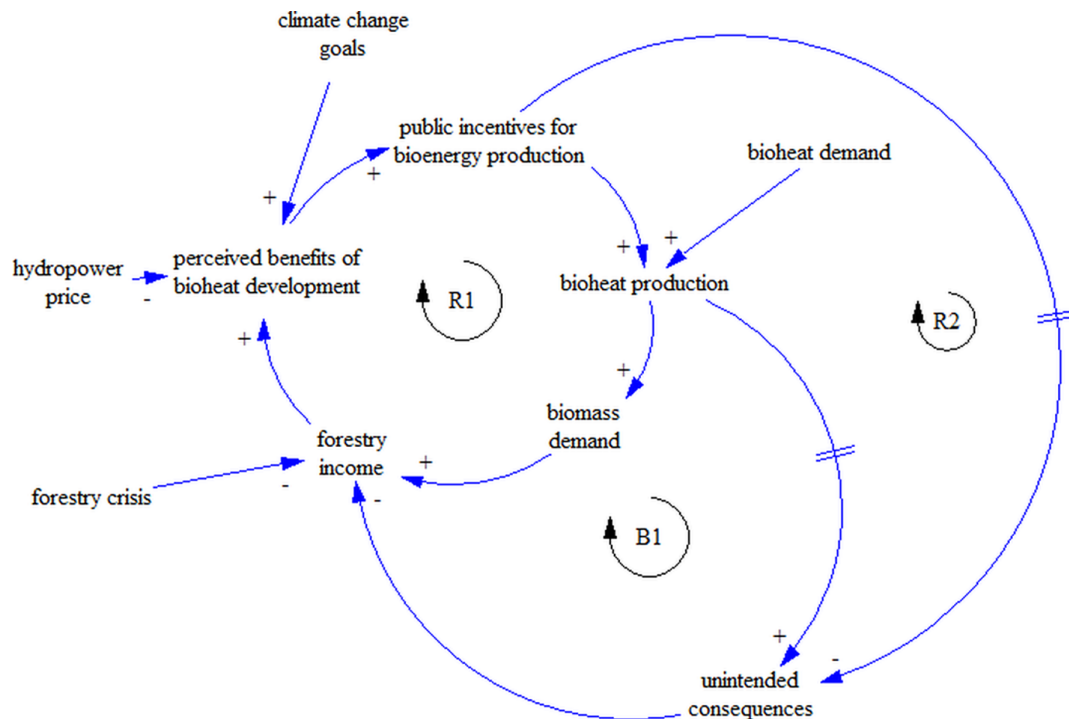 climate change
goals
public incentives for
bioenergy production
bioheat demand
+
+
hydropower
price
-
perceived benefits of
bioheat development
+
+
bioheat production
R1
R2
+
+
biomass
demand
forestry
income
+
-
-
forestry crisis
B1
+
-
unintended
consequences